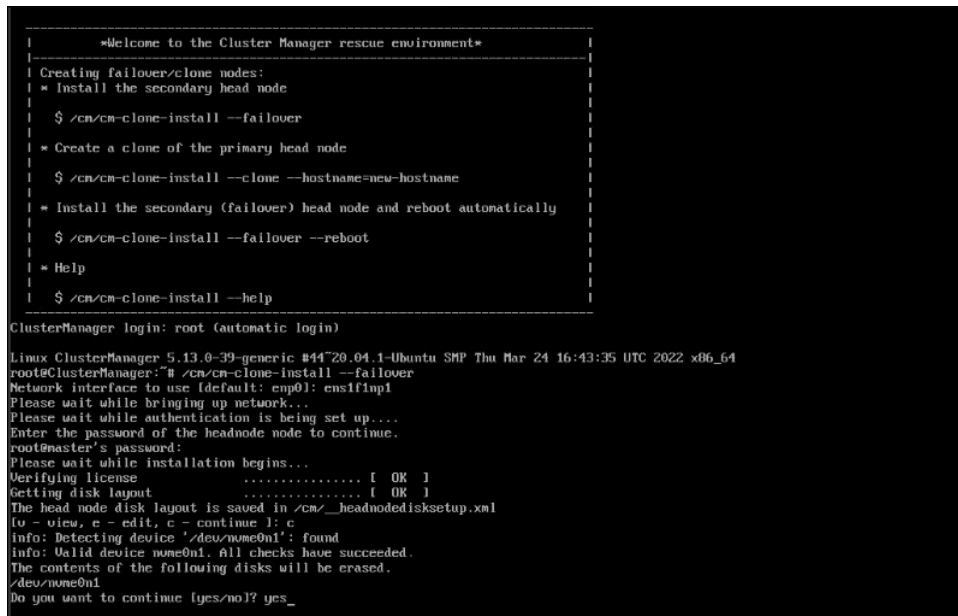 *Welcome to the Cluster Manager rescue environment*
Creating failover/clone nodes:
* Install the secondary head node
$ /cm/cm-clone-install --failover
* Create a clone of the primary head node
$ /cm/cm-clone-install --clone --hostname=new-hostname
* Install the secondary (failover) head node and reboot automatically
$ /cm/cm-clone-install --failover --reboot
* Help
$ /cm/cm-clone-install --help
ClusterManager login: root (automatic login)
Linux ClusterManager 5.13.0-39-generic #44~20.04.1-Ubuntu SMP Thu Mar 24 16:43:35 UTC 2022 x86_64
root@ClusterManager:~# /cm/cm-clone-install --failover
Network interface to use [default: enp0]: ens1f1np1
Please wait while bringing up network...
Please wait while authentication is being set up....
Enter the password of the headnode node to continue.
root@master's password:
Please wait while installation begins...
Verifying license ................ [ OK ]
Getting disk layout ................ [ OK ]
The head node disk layout is saved in /cm/__headnodedisksetup.xml
[v - view, e - edit, c - continue ]: c
info: Detecting device '/dev/nvme0n1': found
info: Valid device nvme0n1. All checks have succeeded.
The contents of the following disks will be erased.
/dev/nvme0n1
Do you want to continue [yes/no]? yes_